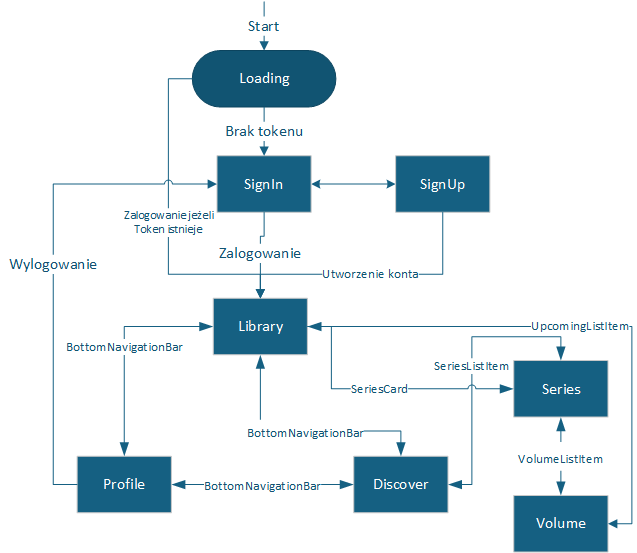 Start
Loading
Brak tokenu
SignIn
SignUp
Zalogowanie jeżeli
Token istnieje
Zalogowanie
Wylogowanie
Utworzenie konta
Library
UpcomingListItem
BottomNavigationBar
SeriesListItem
SeriesCard
Series
BottomNavigationBar
VolumeListItem
Profile
BottomNavigationBar
Discover
Volume